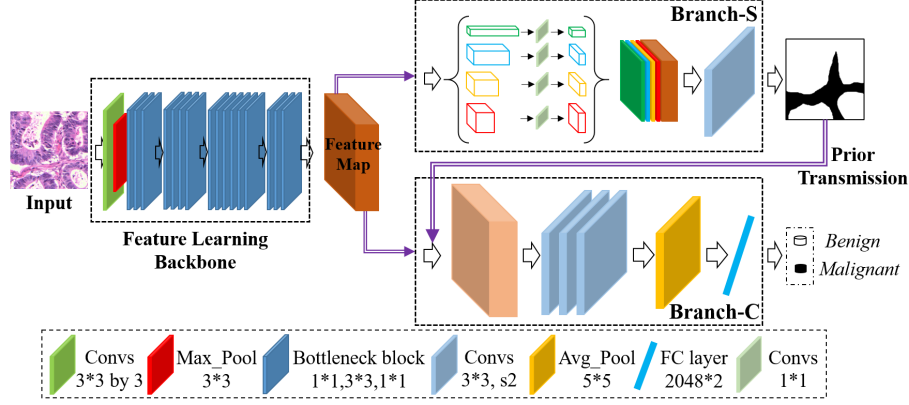 Branch-S
Feature
Map
Input
Feature Learning
Backbone
Prior
Transmission
Benign
Malignant
Branch-C
Convs
3*3 by 3
Max_Pool
3*3
Bottleneck block
1*1,3*3,1*1
Convs
3*3, s2
Avg_Pool
5*5
FC layer
2048*2
Convs
1*1